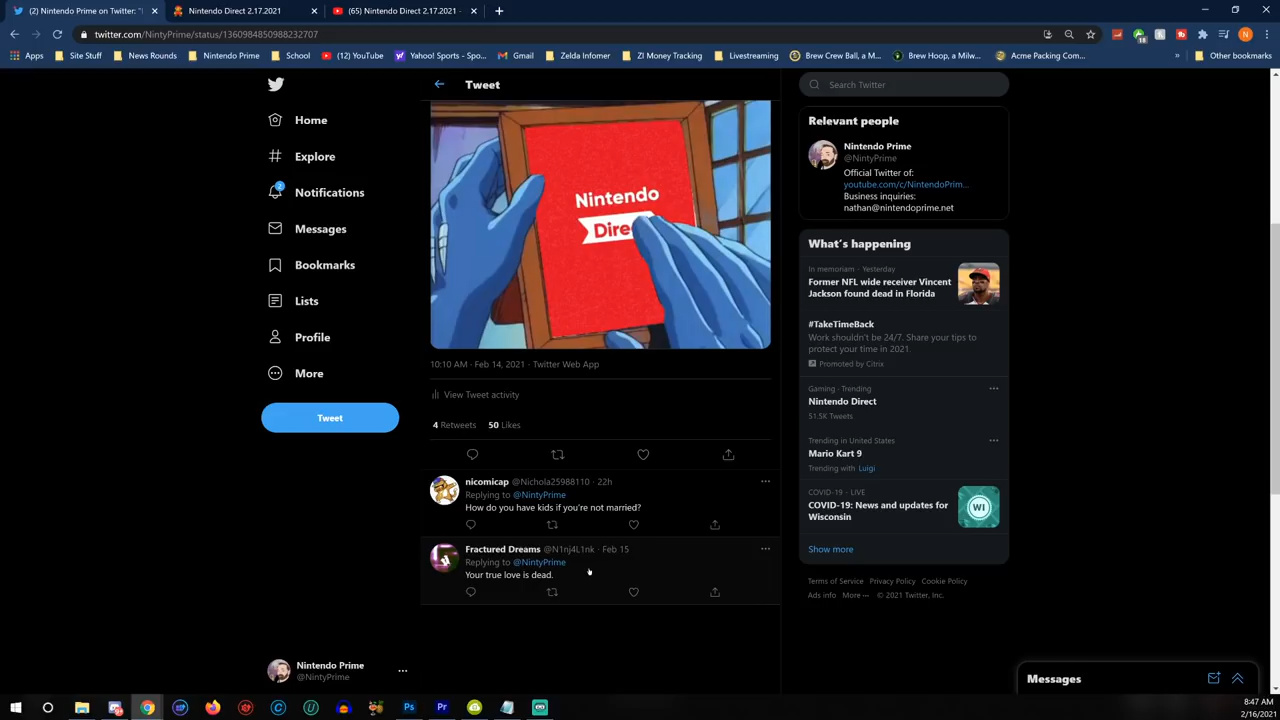 (2) Nintendo Prime on Twitter: "
Nintendo Direct 2.17.2021
(65) Nintendo Direct 2.17.2021 -
twitter.com/NintyPrime/status/1360984850988232707
Apps
Site Stuff
News Rounds
Nintendo Prime
School
(12) YouTube
Yahoo! Sports - Spo...
Gmail
Zelda Infomer
ZI Money Tracking
Livestreaming
Brew Crew Ball, a M...
Brew Hoop, a Milw...
Acme Packing Com...
Other bookmarks
Home
Explore
2
Notifications
Messages
Bookmarks
Lists
Profile
More
Tweet
Nintendo Prime
@NintyPrime
Tweet
Nintendo
Dire
10:10 AM · Feb 14, 2021 · Twitter Web App
View Tweet activity
4 Retweets 50 Likes
nicomicap @Nichola25988110 · 22h
Replying to @NintyPrime
How do you have kids if you're not married?
Fractured Dreams @N1nj4L1nk · Feb 15
Replying to @NintyPrime
Your true love is dead.
Search Twitter
Relevant people
Nintendo Prime
@NintyPrime
Official Twitter of:
youtube.com/c/NintendoPrim...
Business inquiries:
nathan@nintendoprime.net
What's happening
In memoriam · Yesterday
Former NFL wide receiver Vincent
Jackson found dead in Florida
#TakeTimeBack
Work shouldn't be 24/7. Share your tips to
protect your time in 2021.
Promoted by Citrix
Gaming · Trending
Nintendo Direct
51.5K Tweets
Trending in United States
Mario Kart 9
Trending with Luigi
COVID-19 · LIVE
COVID-19: News and updates for
Wisconsin
WI
Show more
Terms of Service Privacy Policy Cookie Policy
Ads info More ··· © 2021 Twitter, Inc.
Messages
8:47 AM
2/16/2021